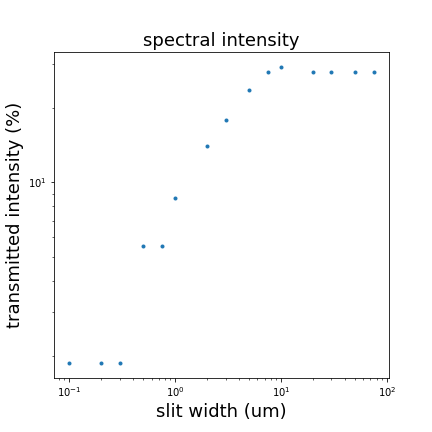 spectral intensity
transmitted intensity (%)
10¹
10⁻¹ 10⁰ 10¹ 10²
slit width (um)